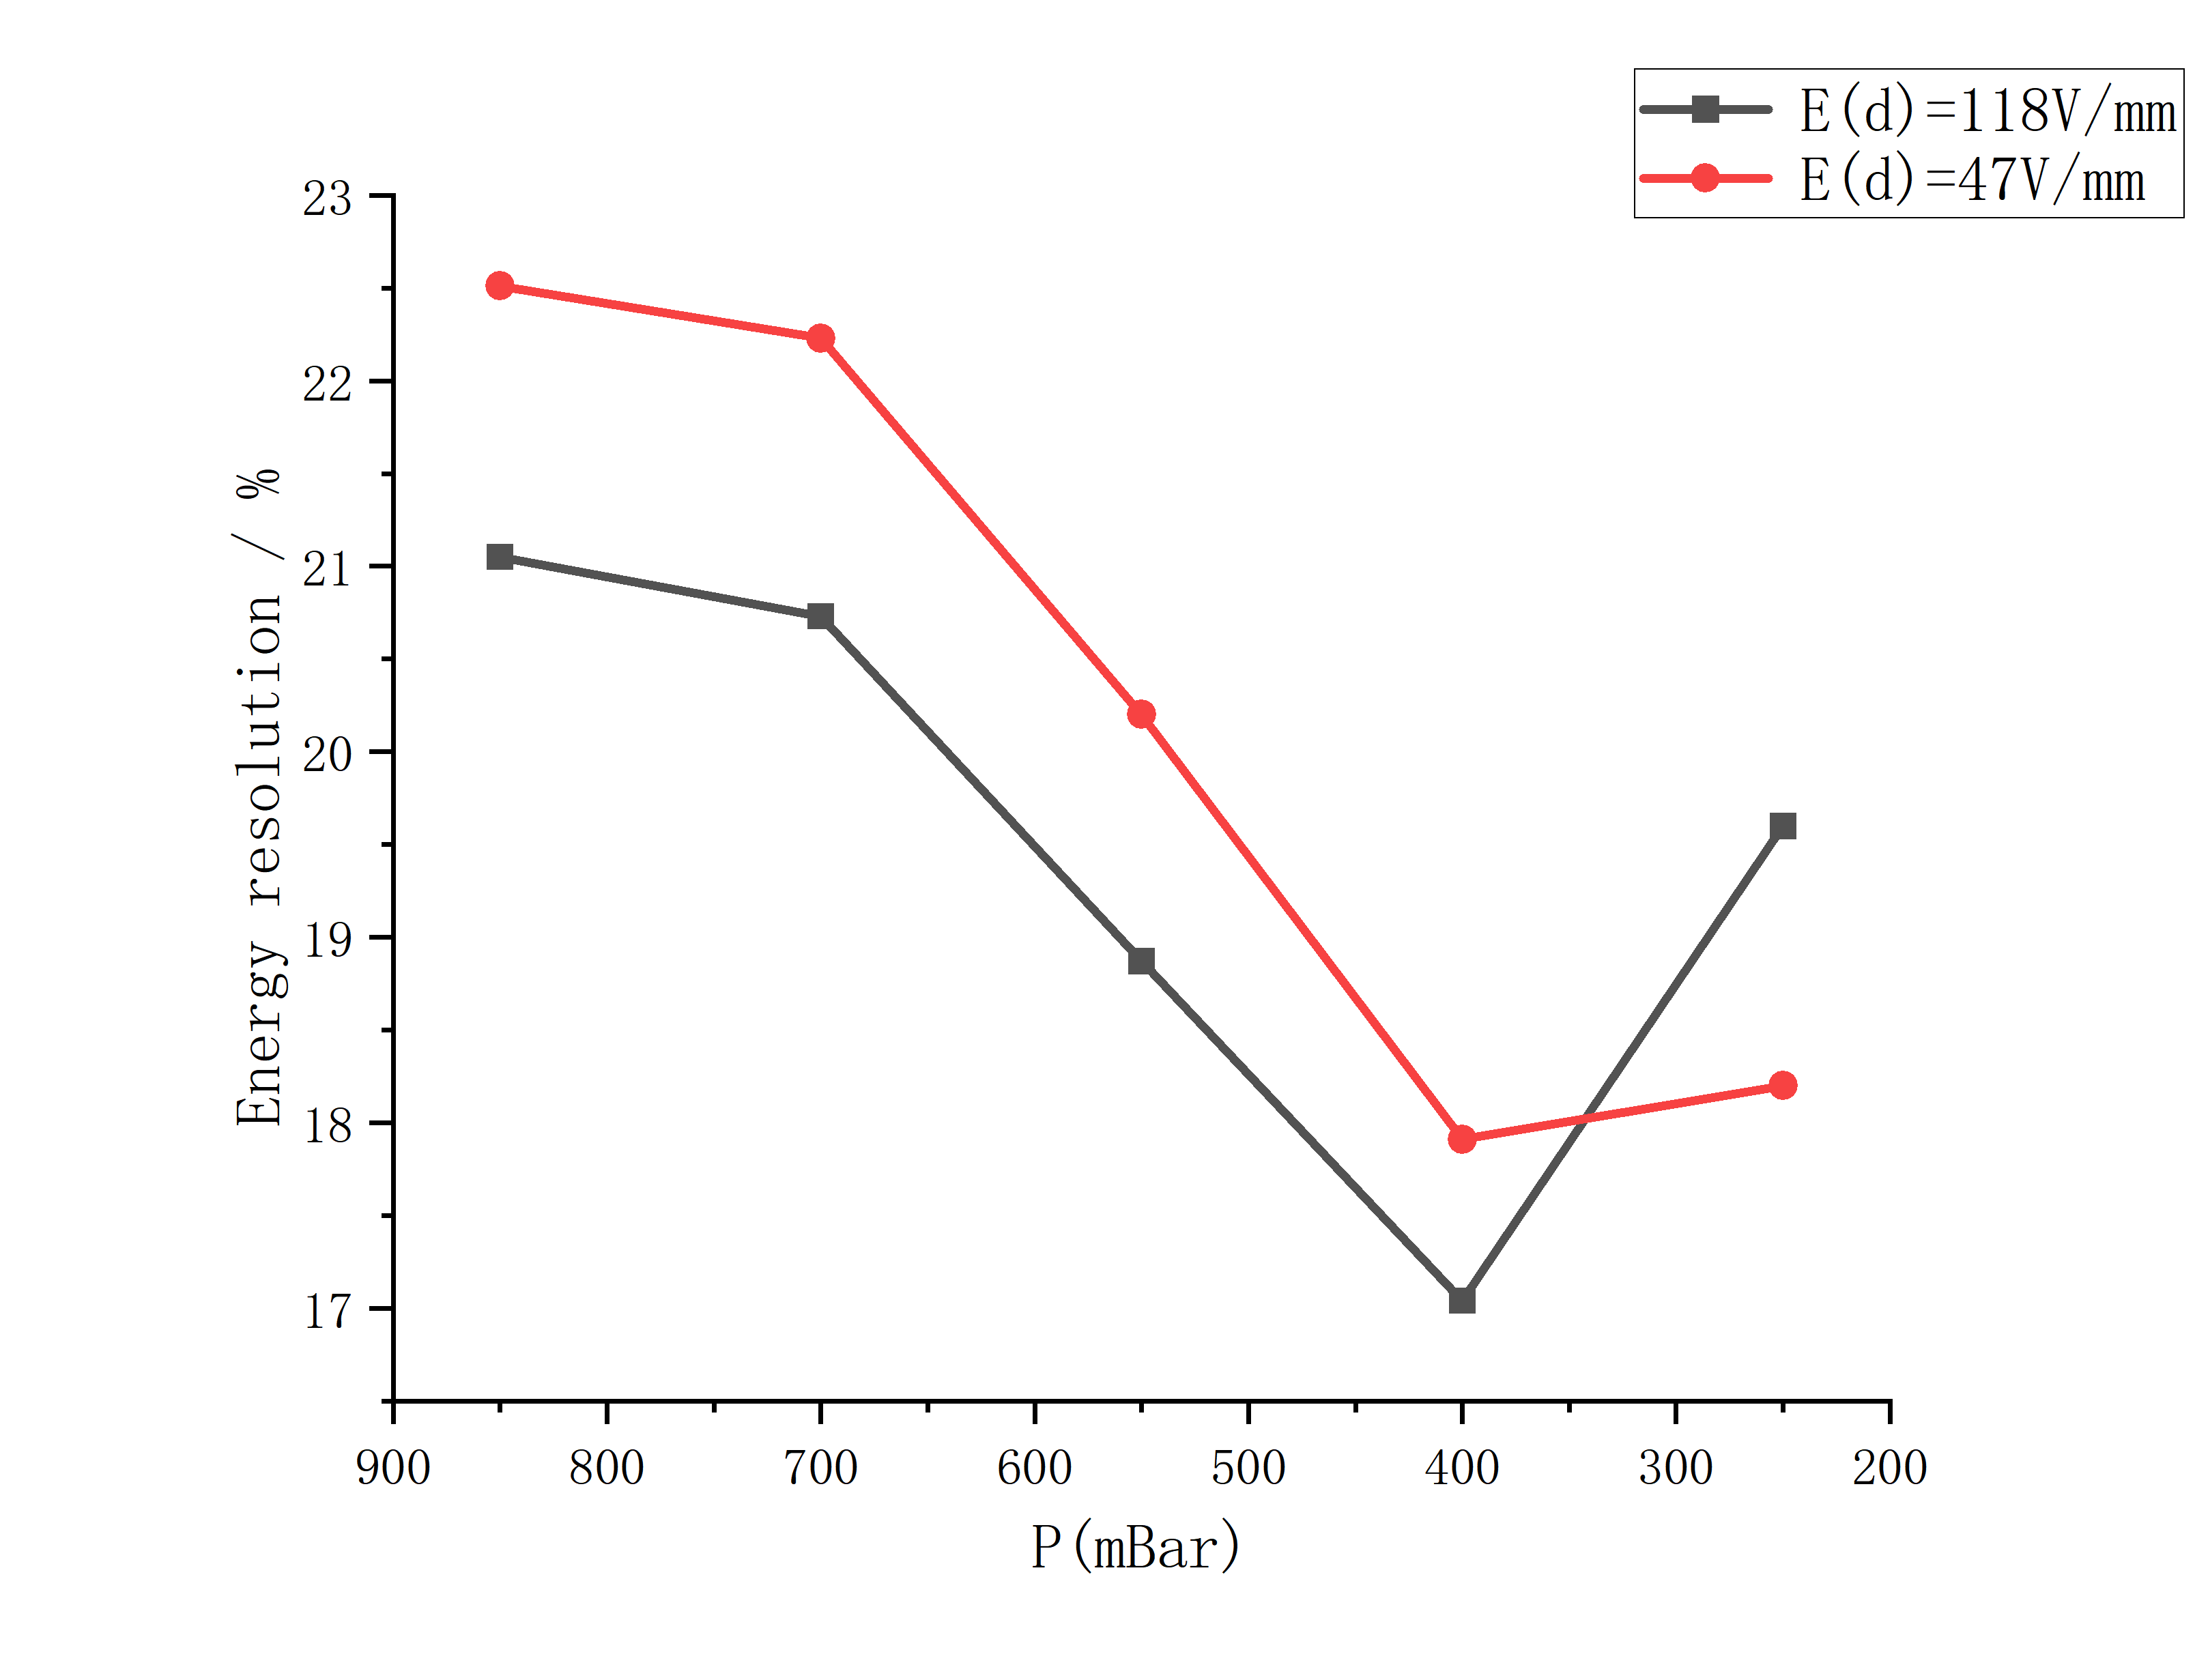 E(d)=118V/mm
E(d)=47V/mm
23
22
21
20
19
18
17
Energy resolution / %
900 800 700 600 500 400 300 200
P(mBar)